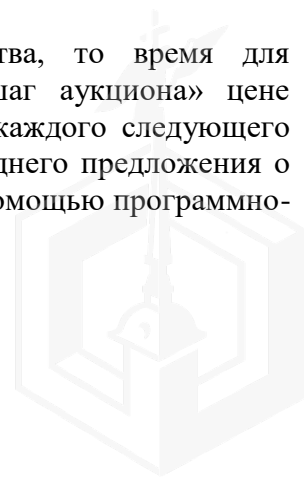 тва, то время для
шаг аукциона» цене
каждого следующего
днего предложения о
омощью программно-